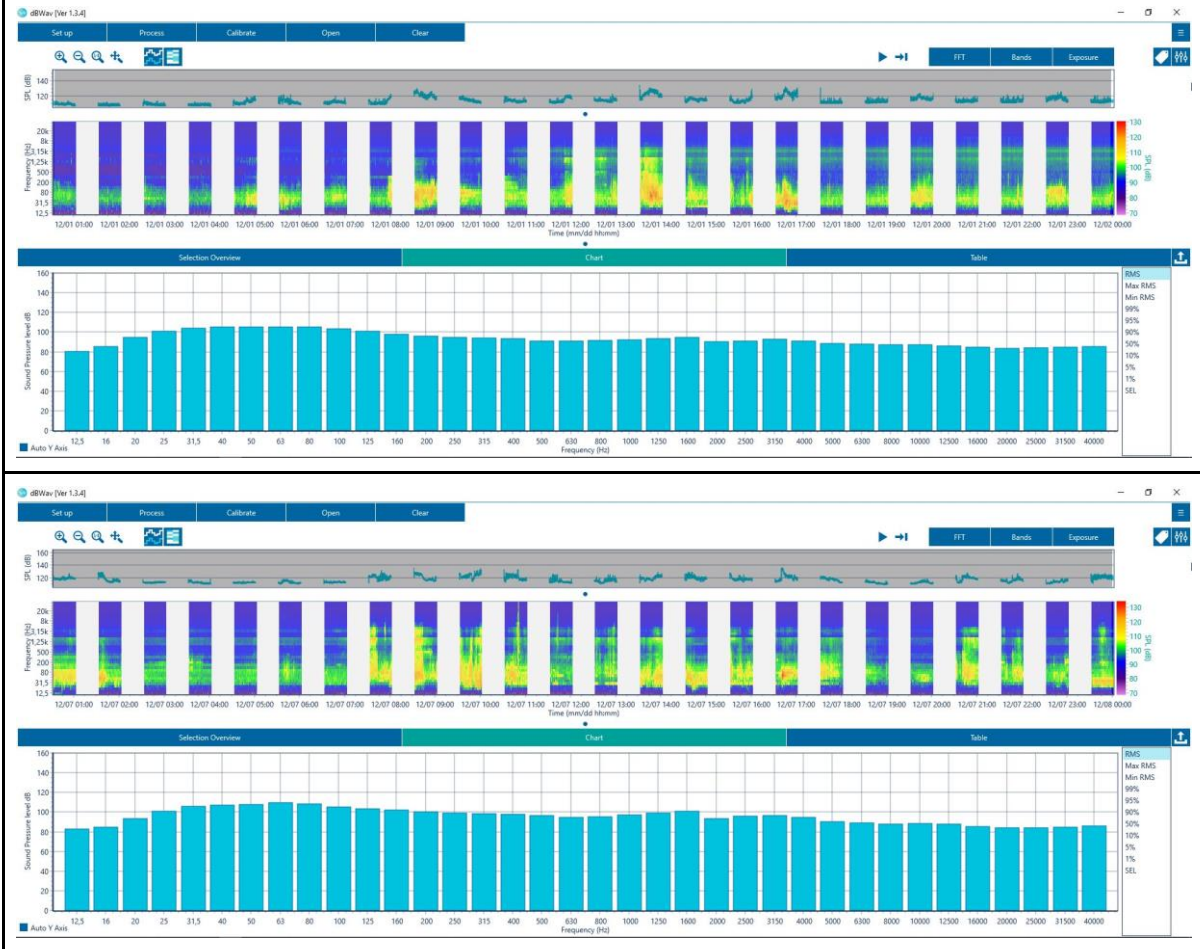 dBWav [Ver 1.3.4]
Set up Process Calibrate Open Clear
FFT Bands Exposure
SPL (dB)
140
120
Frequency (Hz)
20k
8k
3,15k
1,25k
500
200
80
31,5
12,5
130
120
110
100
90
80
70
SPL (dB)
12/01 01:00 12/01 02:00 12/01 03:00 12/01 04:00 12/01 05:00 12/01 06:00 12/01 07:00 12/01 08:00 12/01 09:00 12/01 10:00 12/01 11:00 12/01 12:00 12/01 13:00 12/01 14:00 12/01 15:00 12/01 16:00 12/01 17:00 12/01 18:00 12/01 19:00 12/01 20:00 12/01 21:00 12/01 22:00 12/01 23:00 12/02 00:00
Time (mm/dd hh:mm)
Selection Overview Chart Table
Sound Pressure level dB
160
140
120
100
80
60
40
20
0
RMS
Max RMS
Min RMS
99%
95%
90%
50%
10%
5%
1%
SEL
12,5 16 20 25 31,5 40 50 63 80 100 125 160 200 250 315 400 500 630 800 1000 1250 1600 2000 2500 3150 4000 5000 6300 8000 10000 12500 16000 20000 25000 31500 40000
Auto Y Axis
Frequency (Hz)
dBWav [Ver 1.3.4]
Set up Process Calibrate Open Clear
FFT Bands Exposure
SPL (dB)
160
140
120
Frequency (Hz)
20k
8k
3,15k
1,25k
500
200
80
31,5
12,5
130
120
110
100
90
80
70
SPL (dB)
12/07 01:00 12/07 02:00 12/07 03:00 12/07 04:00 12/07 05:00 12/07 06:00 12/07 07:00 12/07 08:00 12/07 09:00 12/07 10:00 12/07 11:00 12/07 12:00 12/07 13:00 12/07 14:00 12/07 15:00 12/07 16:00 12/07 17:00 12/07 18:00 12/07 19:00 12/07 20:00 12/07 21:00 12/07 22:00 12/07 23:00 12/08 00:00
Time (mm/dd hh:mm)
Selection Overview Chart Table
Sound Pressure level dB
160
140
120
100
80
60
40
20
0
RMS
Max RMS
Min RMS
99%
95%
90%
50%
10%
5%
1%
SEL
12,5 16 20 25 31,5 40 50 63 80 100 125 160 200 250 315 400 500 630 800 1000 1250 1600 2000 2500 3150 4000 5000 6300 8000 10000 12500 16000 20000 25000 31500 40000
Auto Y Axis
Frequency (Hz)